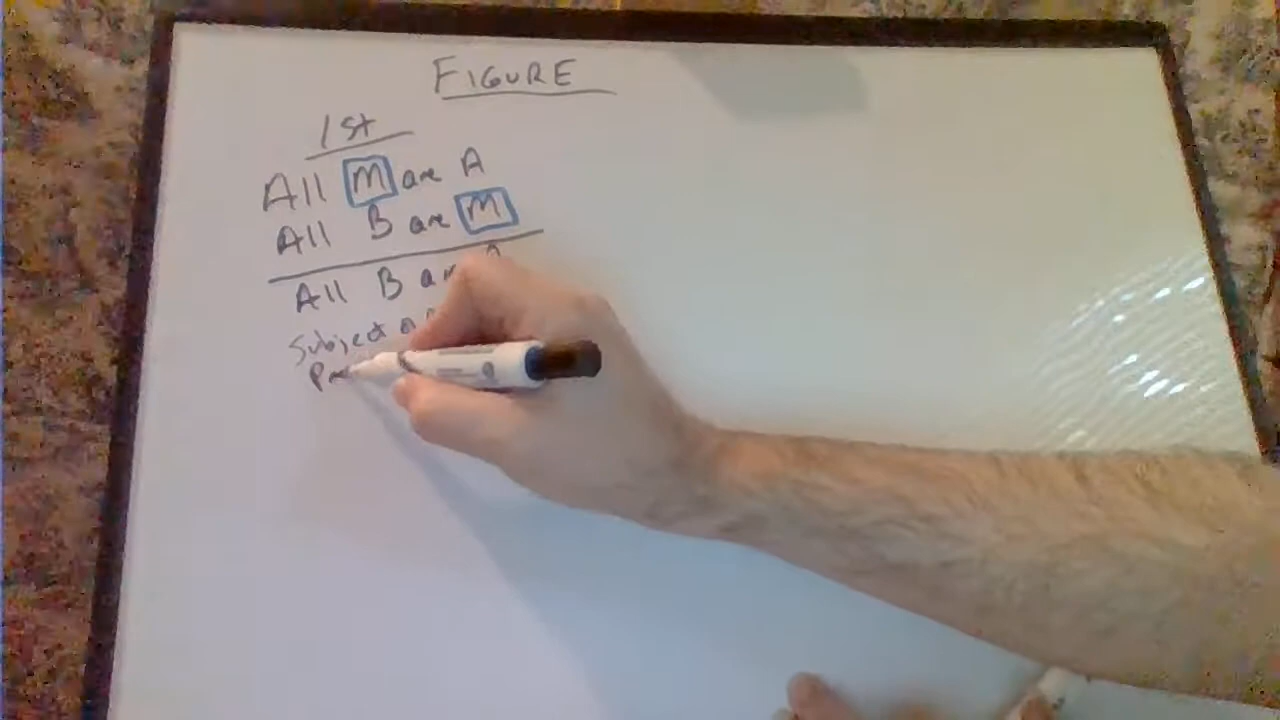 FIGURE
1st
All M are A
All B are M
All B are A
Subject